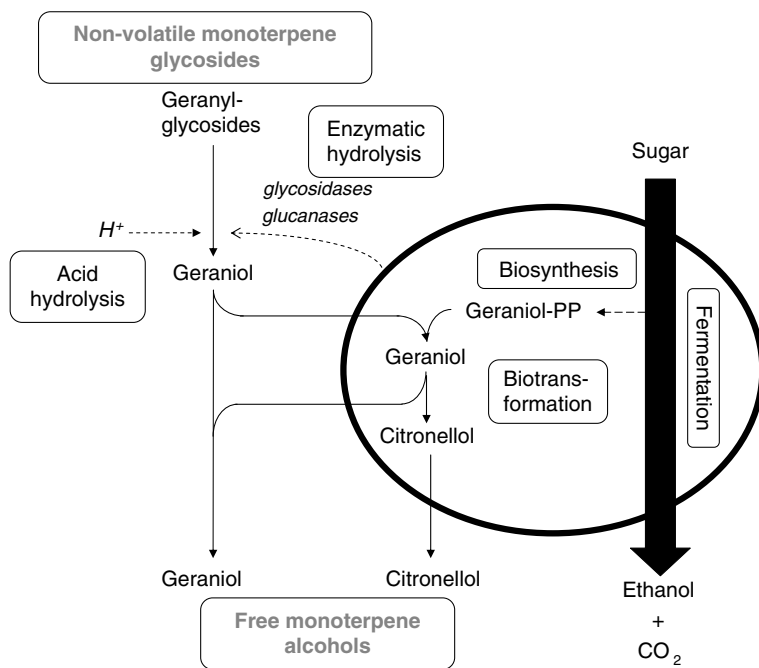 Non-volatile monoterpene
glycosides
Geranyl-
glycosides
Enzymatic
hydrolysis
Sugar
glycosidases
glucanases
H+
Acid
hydrolysis
Geraniol
Biosynthesis
Geraniol-PP
Fermentation
Geraniol
Biotrans-
formation
Citronellol
Geraniol
Citronellol
Ethanol
+
CO2
Free monoterpene
alcohols